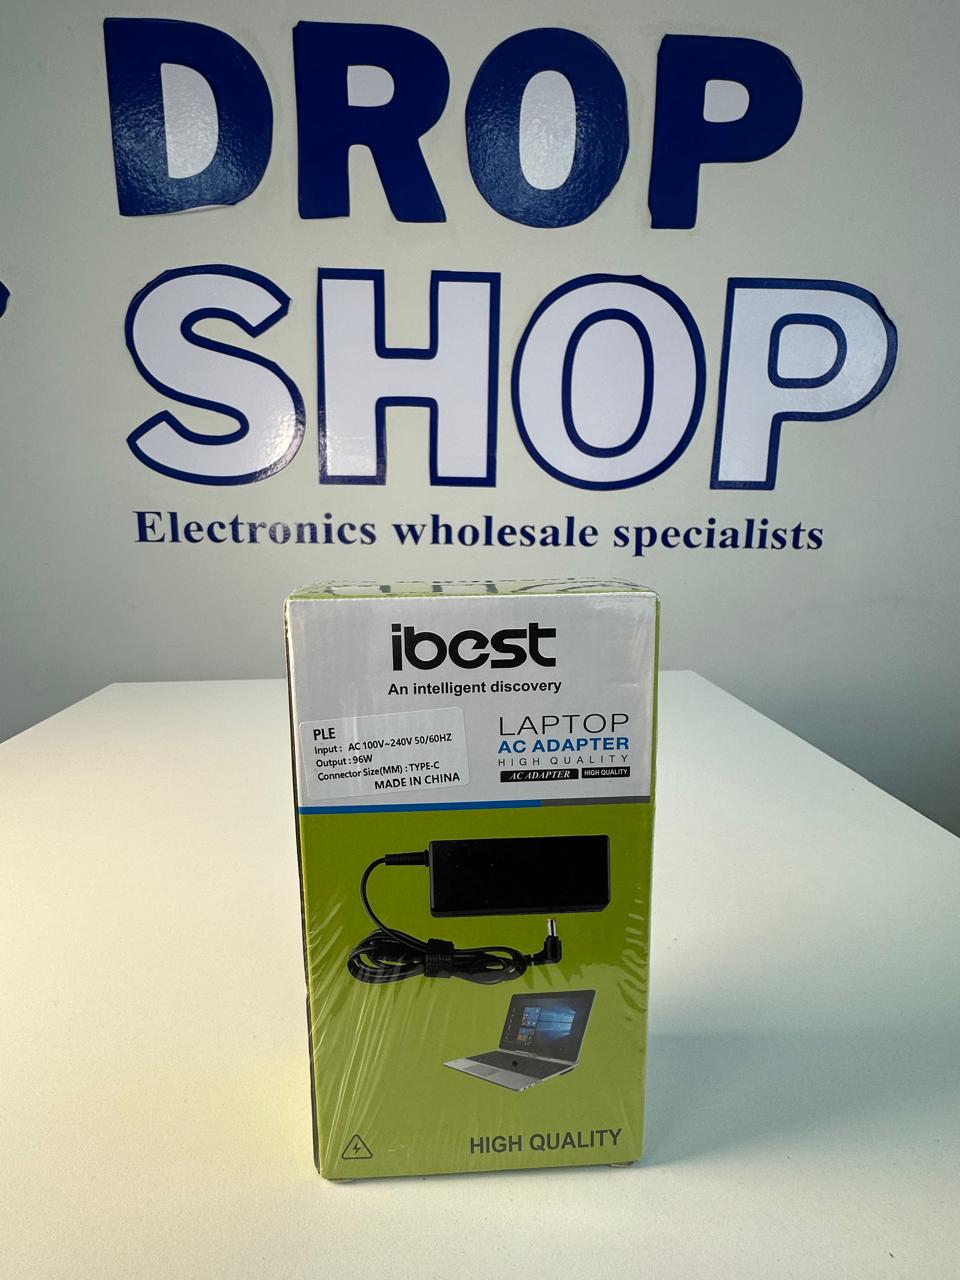 DROP
SHOP
Electronics wholesale specialists
ibest
An intelligent discovery
PLE
Input : AC 100V~240V 50/60HZ
Output : 96W
Connector Size(MM) : TYPE-C
MADE IN CHINA
LAPTOP
AC ADAPTER
HIGH QUALITY
AC ADAPTER HIGH QUALITY
HIGH QUALITY